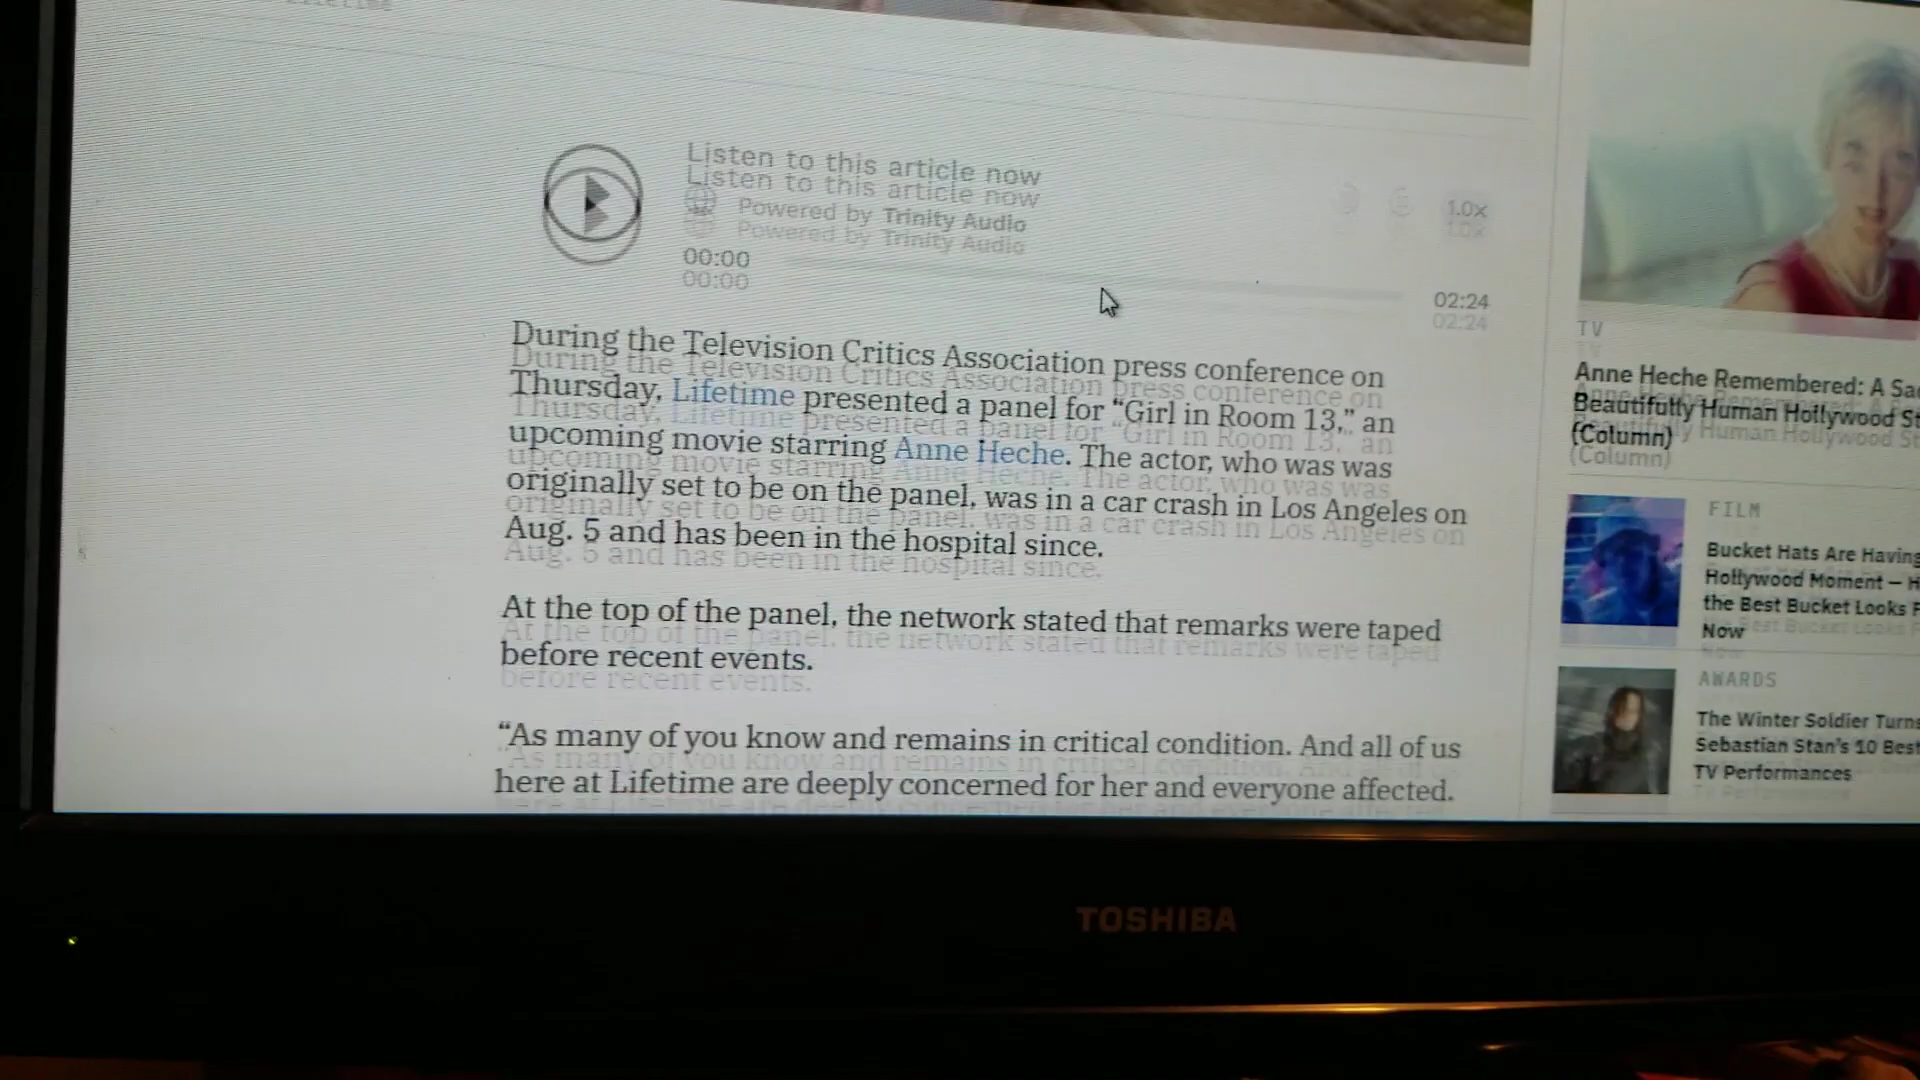 Listen to this article now
Powered by Trinity Audio
1.0x
00:00
02:24
During the Television Critics Association press conference on
Thursday, Lifetime presented a panel for “Girl in Room 13,” an
upcoming movie starring Anne Heche. The actor, who was was
originally set to be on the panel, was in a car crash in Los Angeles on
Aug. 5 and has been in the hospital since.
At the top of the panel, the network stated that remarks were taped
before recent events.
“As many of you know and remains in critical condition. And all of us
here at Lifetime are deeply concerned for her and everyone affected.
TV
Anne Heche Remembered: A
Beautifully Human Hollywood
(Column)
FILM
Bucket Hats Are Having
Hollywood Moment –
the Best Bucket Looks
Now
AWARDS
The Winter Soldier
Sebastian Stan's 10 Best
TV Performances
TOSHIBA